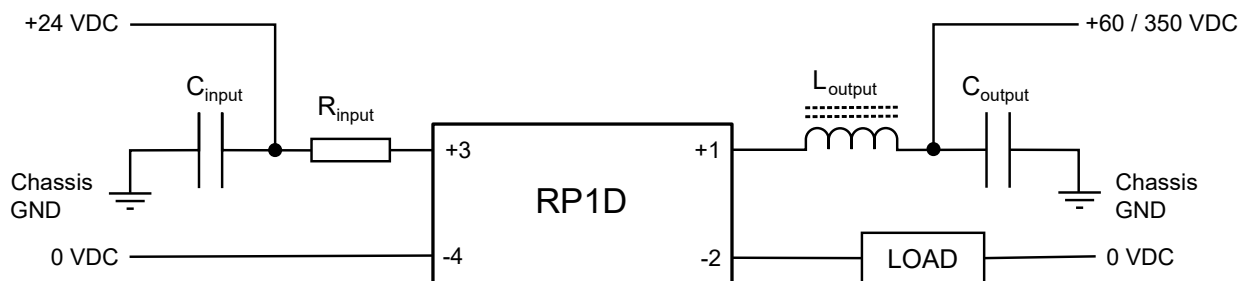 +24 VDC
+60 / 350 VDC
Cinput
Rinput
Loutput
Coutput
+3
+1
Chassis
GND
RP1D
Chassis
GND
0 VDC
-4
-2
LOAD
0 VDC